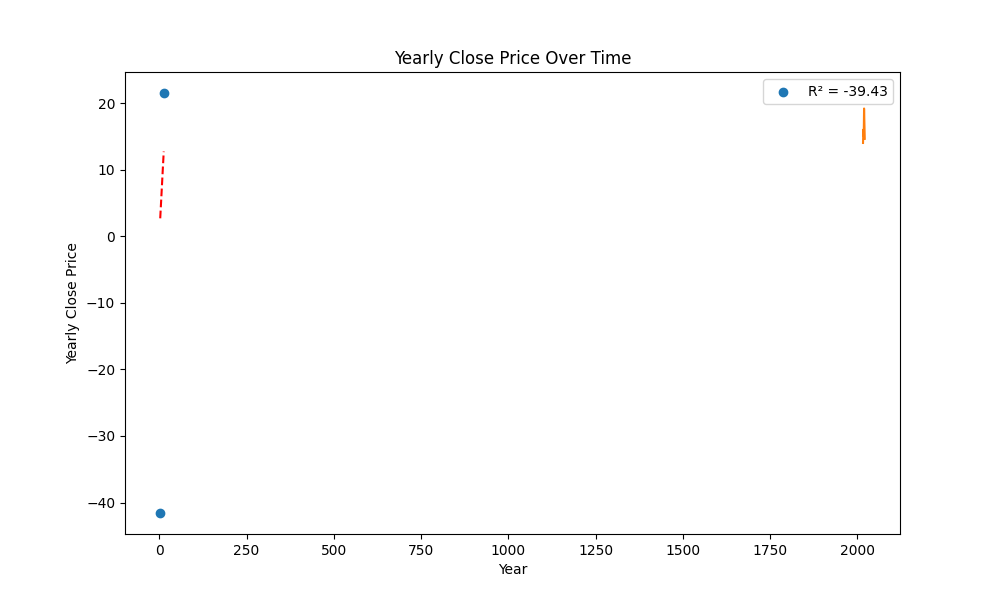 Yearly Close Price Over Time
R² = -39.43
20
10
0
−10
−20
−30
−40
Yearly Close Price
0 250 500 750 1000 1250 1500 1750 2000
Year